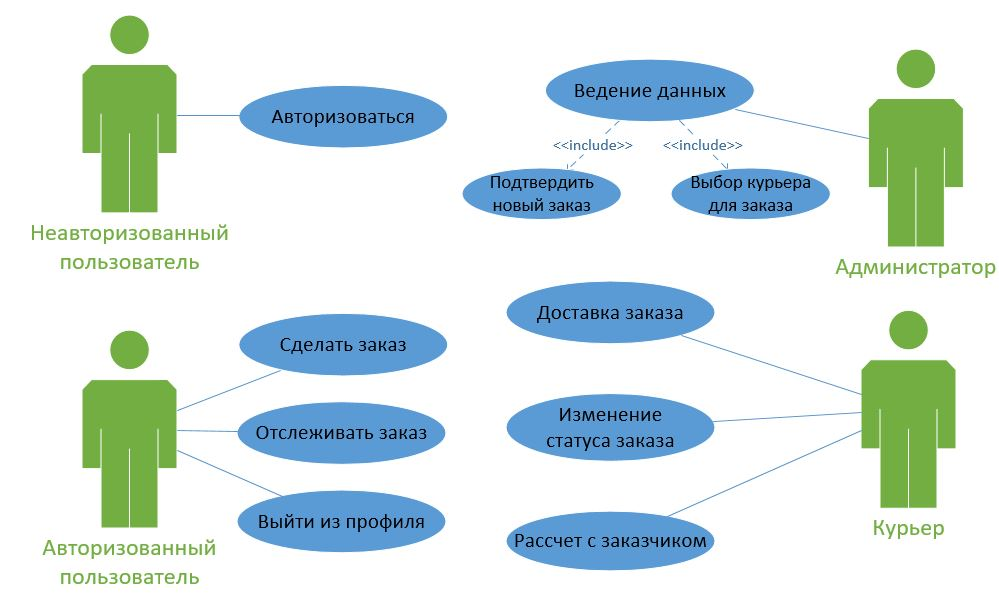 Авторизоваться
Неавторизованный
пользователь
Ведение данных
<<include>>
<<include>>
Подтвердить
новый заказ
Выбор курьера
для заказа
Администратор
Сделать заказ
Отслеживать заказ
Выйти из профиля
Авторизованный
пользователь
Доставка заказа
Изменение
статуса заказа
Рассчет с заказчиком
Курьер